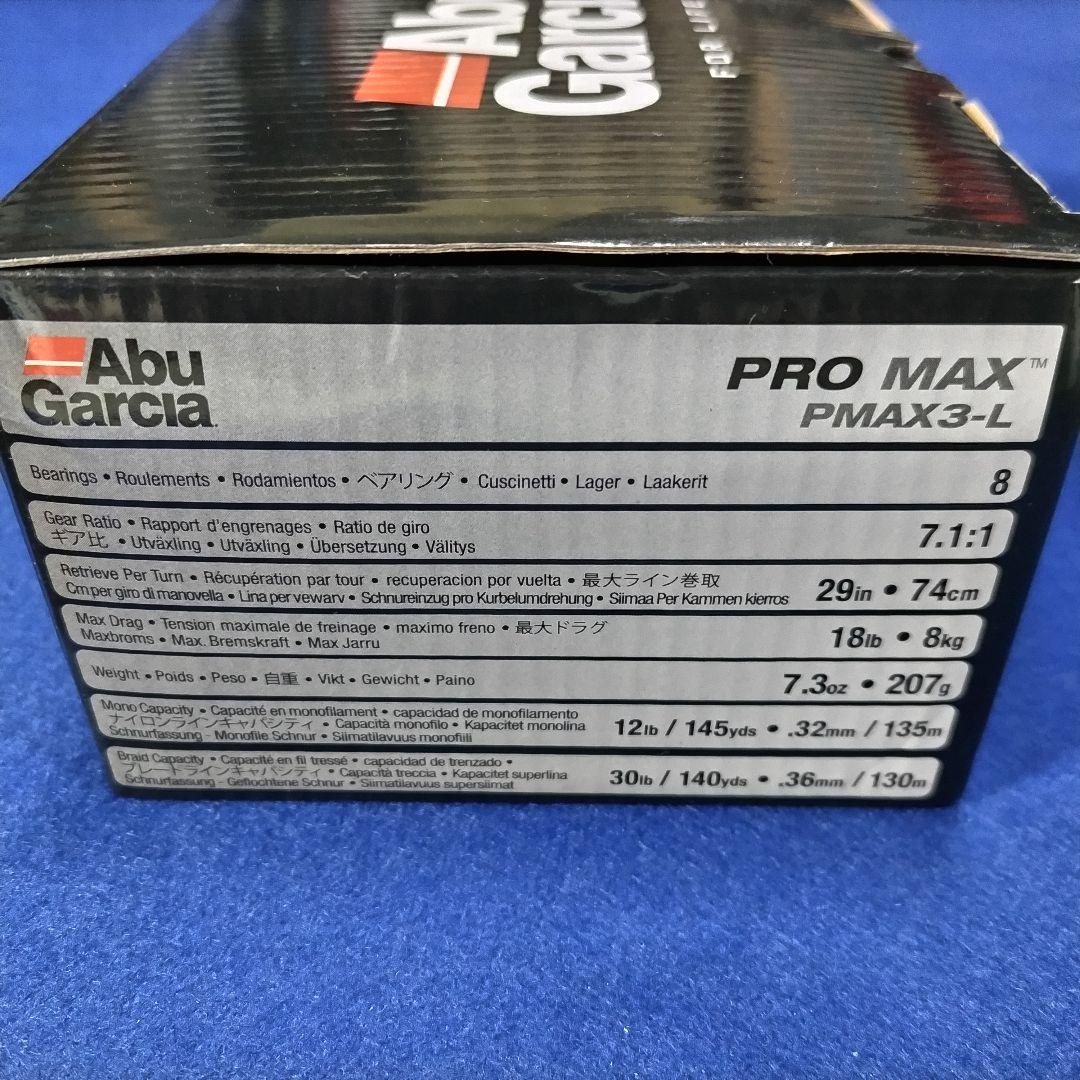 Abu
Garcia
FOR LIFE
Abu
Garcia
PRO MAX™
PMAX3-L
Bearings • Roulements • Rodamientos • ベアリング • Cuscinetti • Lager • Laakerit
8
Gear Ratio • Rapport d'engrenages • Ratio de giro
ギア比 • Utväxling • Utväxling • Übersetzung • Välitys
7.1:1
Retrieve Per Turn • Récupération par tour • recuperacion por vuelta • 最大ライン巻取
Cm per giro di manovella • Lina per vewarv • Schnureinzug pro Kurbelumdrehung • Siimaa Per Kammen kierros
29in • 74cm
Max Drag • Tension maximale de freinage • maximo freno • 最大ドラグ
Maxbroms • Max. Bremskraft • Max Jarru
18lb • 8kg
Weight • Poids • Peso • 自重 • Vikt • Gewicht • Paino
7.3oz • 207g
Mono Capacity • Capacité en monofilament • capacidad de monofilamento
ナイロンラインキャパシティ • Capacità monofilo • Kapacitet monolina
Schnurfassung - Monofile Schnur • Siimatilavuus monofiili
12lb / 145yds • .32mm / 135m
Braid Capacity • Capacité en fil tressé • capacidad de trenzado •
ブレードラインキャパシティ • Capacità treccia • Kapacitet superlina
Schnurfassung - Geflochtene Schnur • Siimatilavuus supersiimat
30lb / 140yds • .36mm / 130m